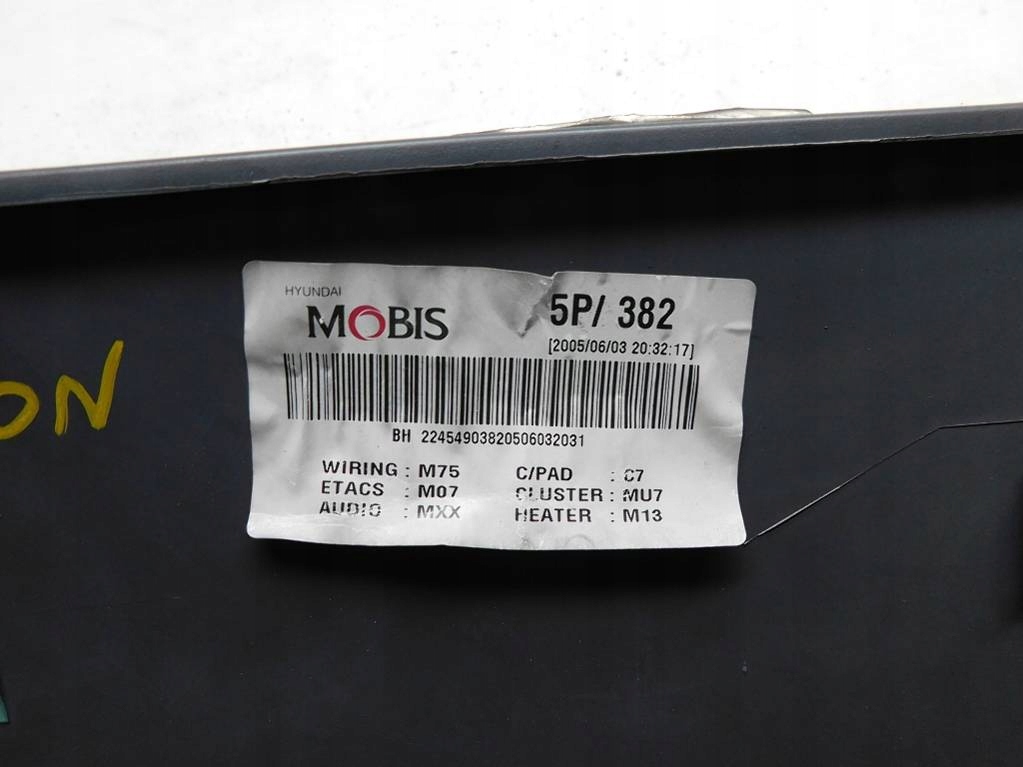 HYUNDAI
MOBIS
5P/ 382
[2005/06/03 20:32:17]
BH 22454903820506032031
WIRING : M75 C/PAD : C7
ETACS : M07 CLUSTER : MU7
AUDIO : MXX HEATER : M13
ON